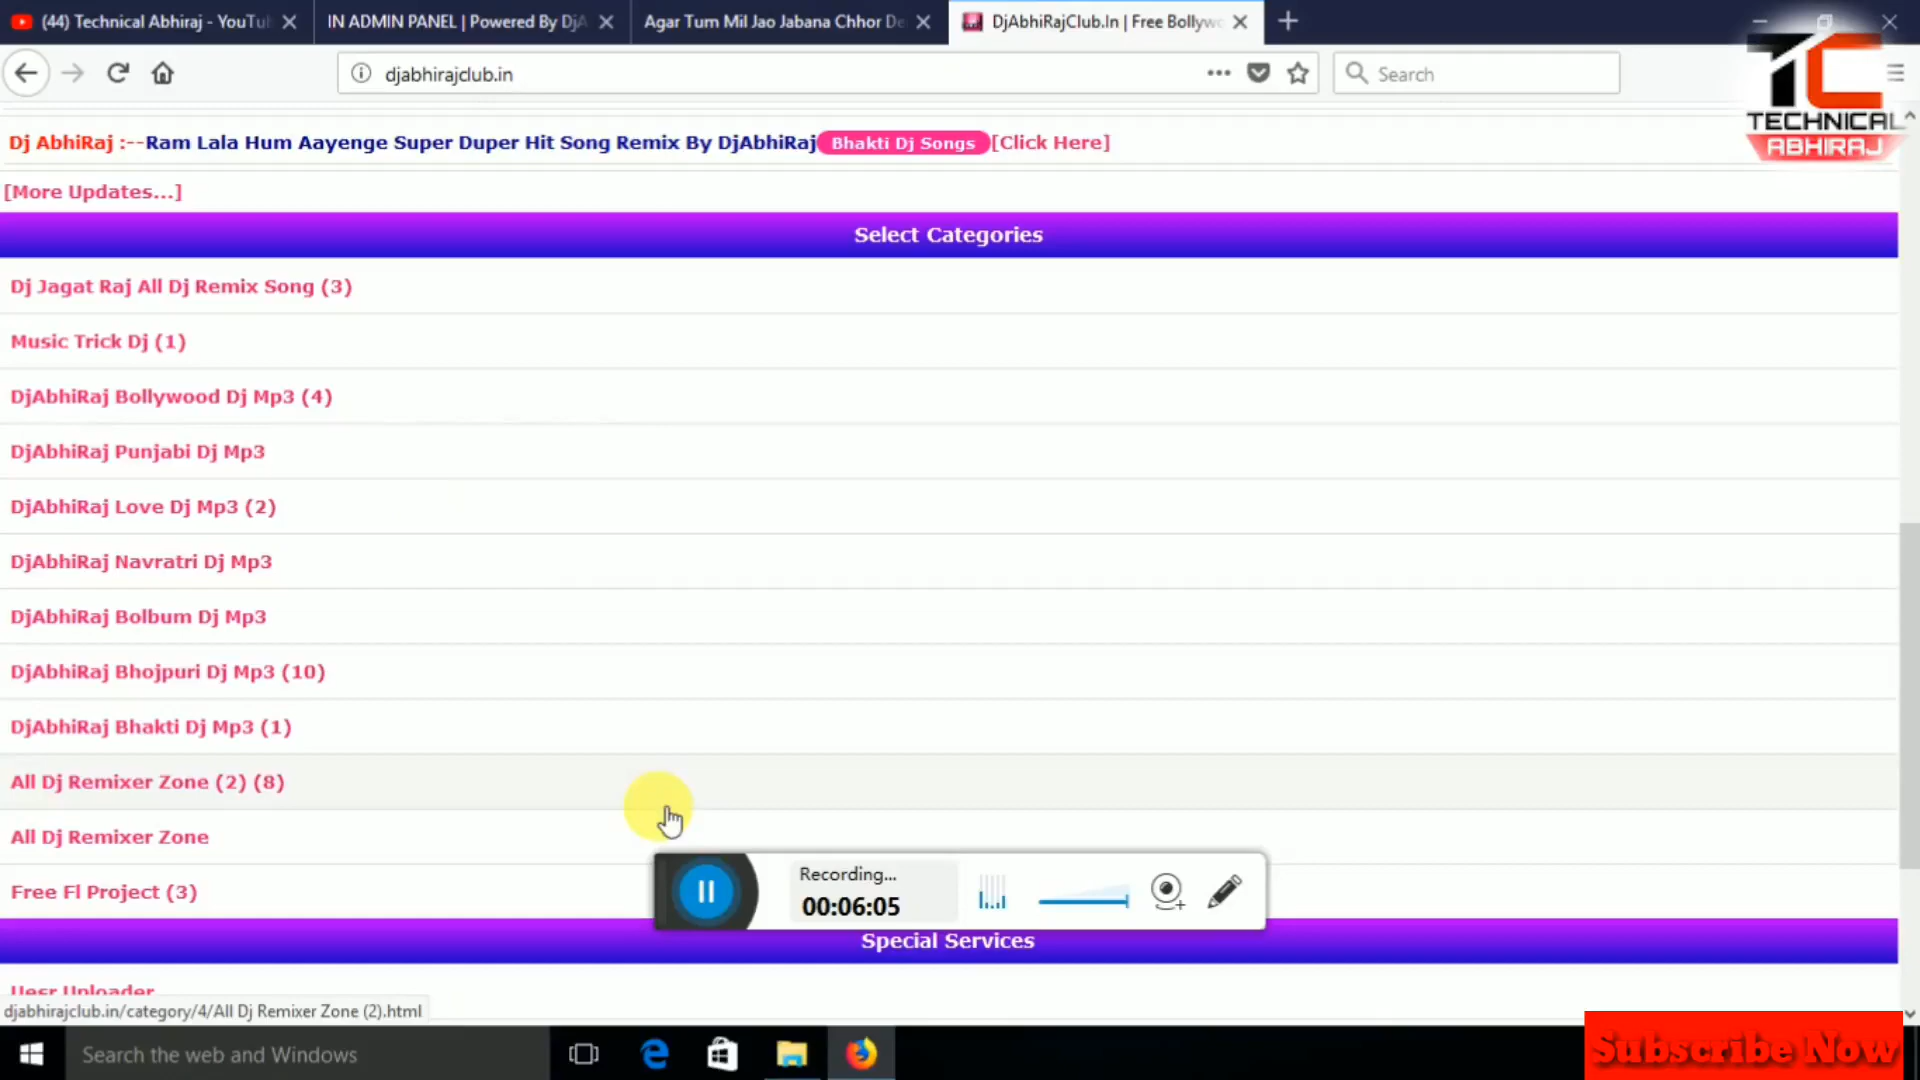 (44) Technical Abhiraj - YouTu
IN ADMIN PANEL | Powered By DjA
Agar Tum Mil Jao Jabana Chhor De
DjAbhiRajClub.In | Free Bollyw
djabhirajclub.in
Search
TC
TECHNICAL
ABHIRAJ
Dj AbhiRaj :--Ram Lala Hum Aayenge Super Duper Hit Song Remix By DjAbhiRaj Bhakti Dj Songs [Click Here]
[More Updates...]
Select Categories
Dj Jagat Raj All Dj Remix Song (3)
Music Trick Dj (1)
DjAbhiRaj Bollywood Dj Mp3 (4)
DjAbhiRaj Punjabi Dj Mp3
DjAbhiRaj Love Dj Mp3 (2)
DjAbhiRaj Navratri Dj Mp3
DjAbhiRaj Bolbum Dj Mp3
DjAbhiRaj Bhojpuri Dj Mp3 (10)
DjAbhiRaj Bhakti Dj Mp3 (1)
All Dj Remixer Zone (2) (8)
All Dj Remixer Zone
Free Fl Project (3)
Recording...
00:06:05
Special Services
Uesr Uploader
djabhirajclub.in/category/4/All Dj Remixer Zone (2).html
Search the web and Windows
Subscribe Now